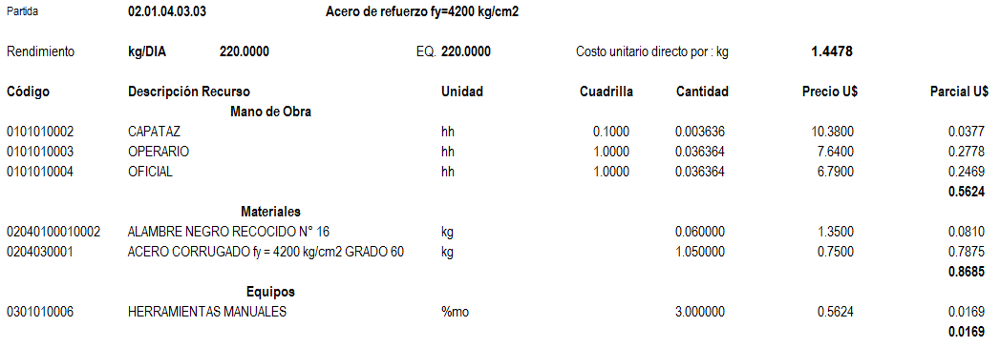 Partida 02.01.04.03.03 Acero de refuerzo fy=4200 kg/cm2
Rendimiento kg/DIA 220.0000 EQ. 220.0000 Costo unitario directo por : kg 1.4478
Código Descripción Recurso Unidad Cuadrilla Cantidad Precio U$ Parcial U$
Mano de Obra
0101010002 CAPATAZ hh 0.1000 0.003636 10.3800 0.0377
0101010003 OPERARIO hh 1.0000 0.036364 7.6400 0.2778
0101010004 OFICIAL hh 1.0000 0.036364 6.7900 0.2469
0.5624
Materiales
02040100010002 ALAMBRE NEGRO RECOCIDO N° 16 kg 0.060000 1.3500 0.0810
0204030001 ACERO CORRUGADO fy = 4200 kg/cm2 GRADO 60 kg 1.050000 0.7500 0.7875
0.8685
Equipos
0301010006 HERRAMIENTAS MANUALES %mo 3.000000 0.5624 0.0169
0.0169